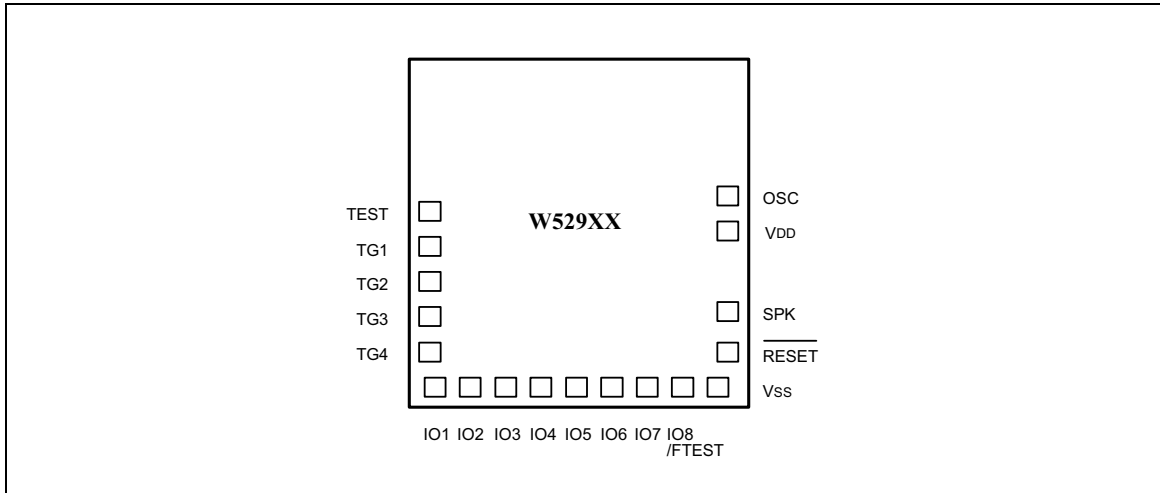 OSC
TEST
W529XX
VDD
TG1
TG2
SPK
TG3
RESET
TG4
VSS
IO1 IO2 IO3 IO4 IO5 IO6 IO7 IO8
/FTEST